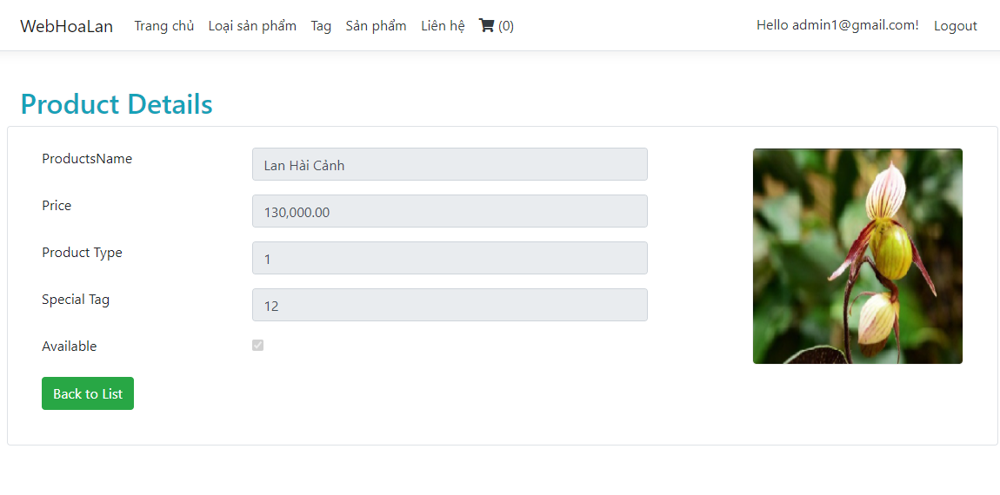 WebHoaLan Trang chủ Loại sản phẩm Tag Sản phẩm Liên hệ (0) Hello admin1@gmail.com! Logout
Product Details
ProductsName Lan Hài Cảnh
Price 130,000.00
Product Type 1
Special Tag 12
Available
Back to List